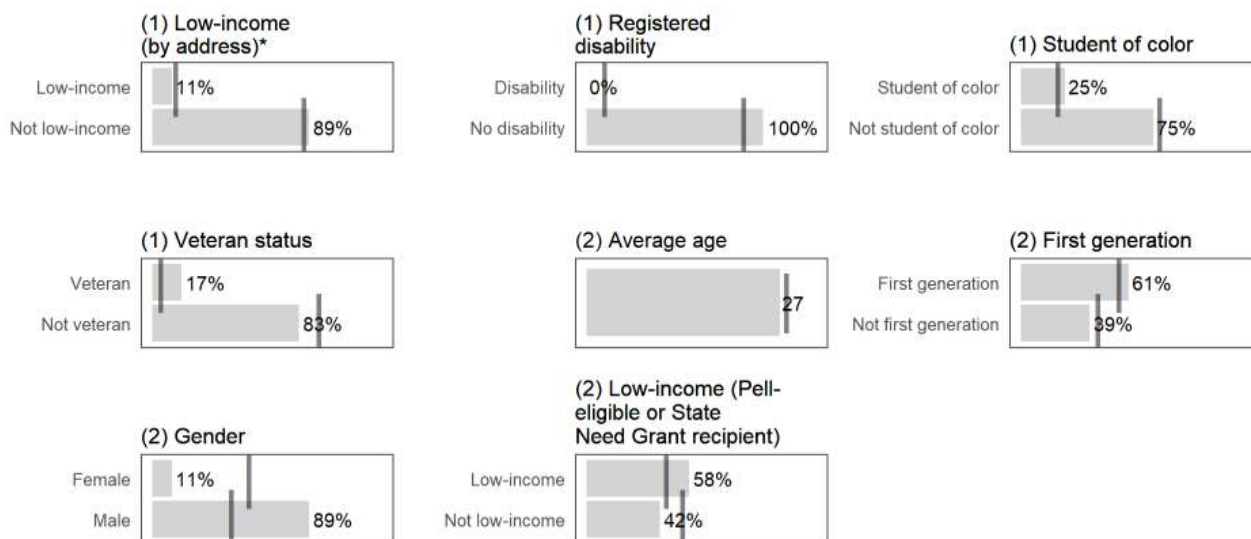 (1) Low-income
(by address)*
Low-income 11%
Not low-income 89%
(1) Registered
disability
Disability 0%
No disability 100%
(1) Student of color
Student of color 25%
Not student of color 75%
(1) Veteran status
Veteran 17%
Not veteran 83%
(2) Average age
27
(2) First generation
First generation 61%
Not first generation 39%
(2) Gender
Female 11%
Male 89%
(2) Low-income (Pell-
eligible or State
Need Grant recipient)
Low-income 58%
Not low-income 42%